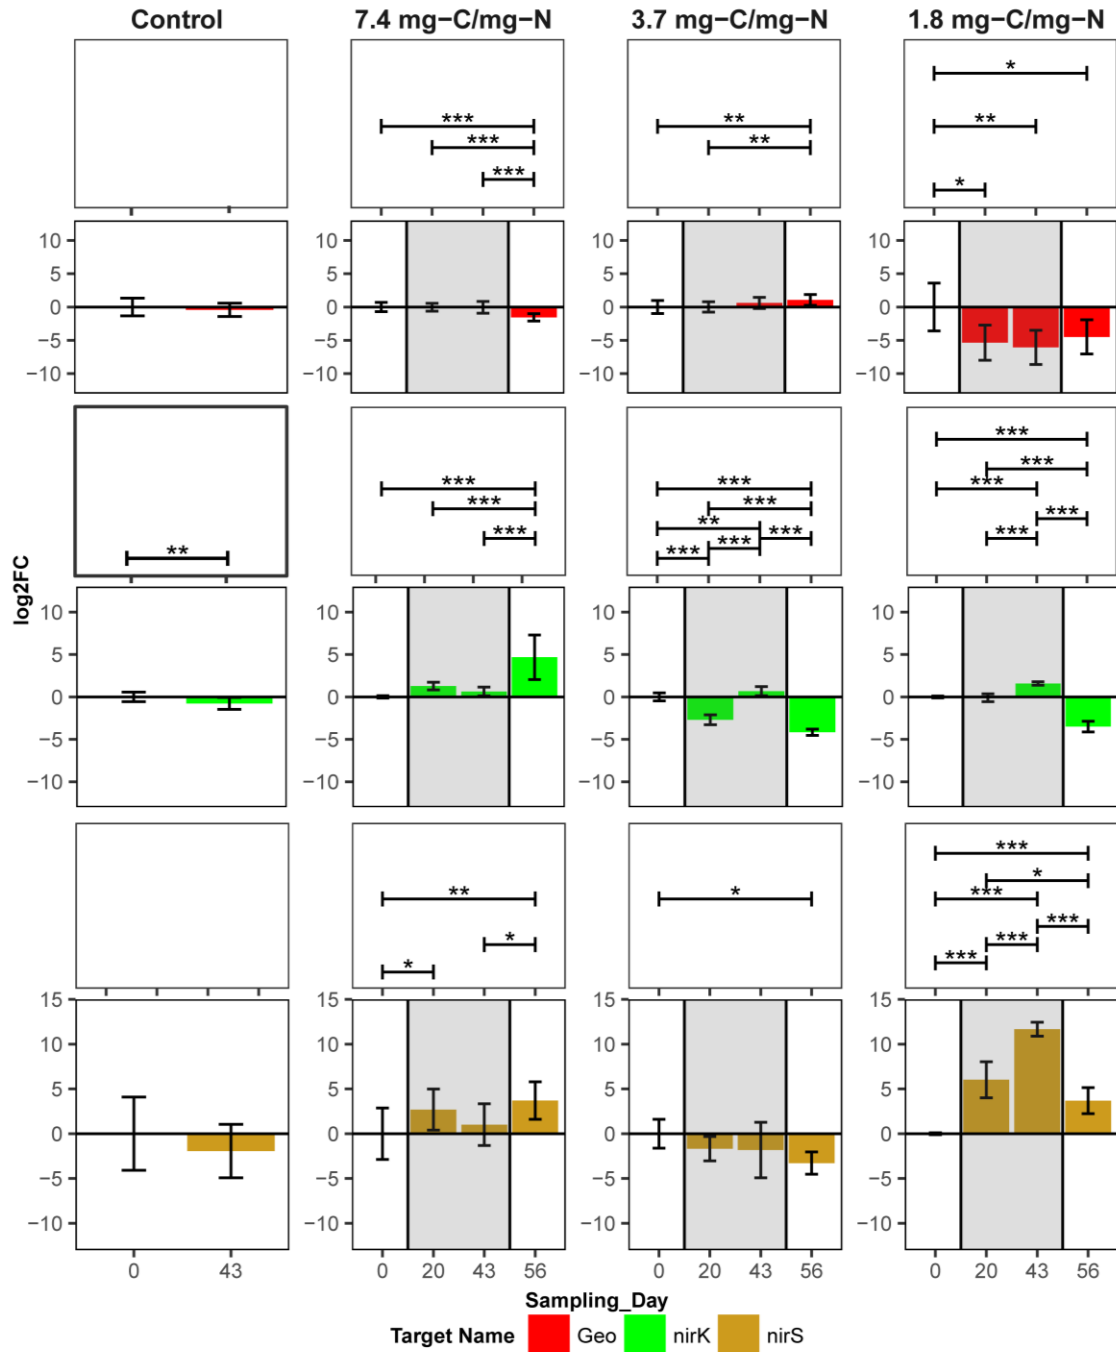 Control 7.4 mg−C/mg−N 3.7 mg−C/mg−N 1.8 mg−C/mg−N
*
*** ** **
*** **
*** *
10 10 10 10
5 5 5 5
0 0 0 0
−5 −5 −5 −5
−10 −10 −10 −10
***
***
*** *** ***
*** ***
** ***
*** *** ***
*** ***
** ***
log2FC
10 10 10 10
5 5 5 5
0 0 0 0
−5 −5 −5 −5
−10 −10 −10 −10
***
*
** * ***
***
* ***
* ***
15 15 15 15
10 10 10 10
5 5 5 5
0 0 0 0
−5 −5 −5 −5
−10 −10 −10 −10
0 43 0 20 43 56 0 20 43 56 0 20 43 56
Sampling_Day
Target Name Geo nirK nirS